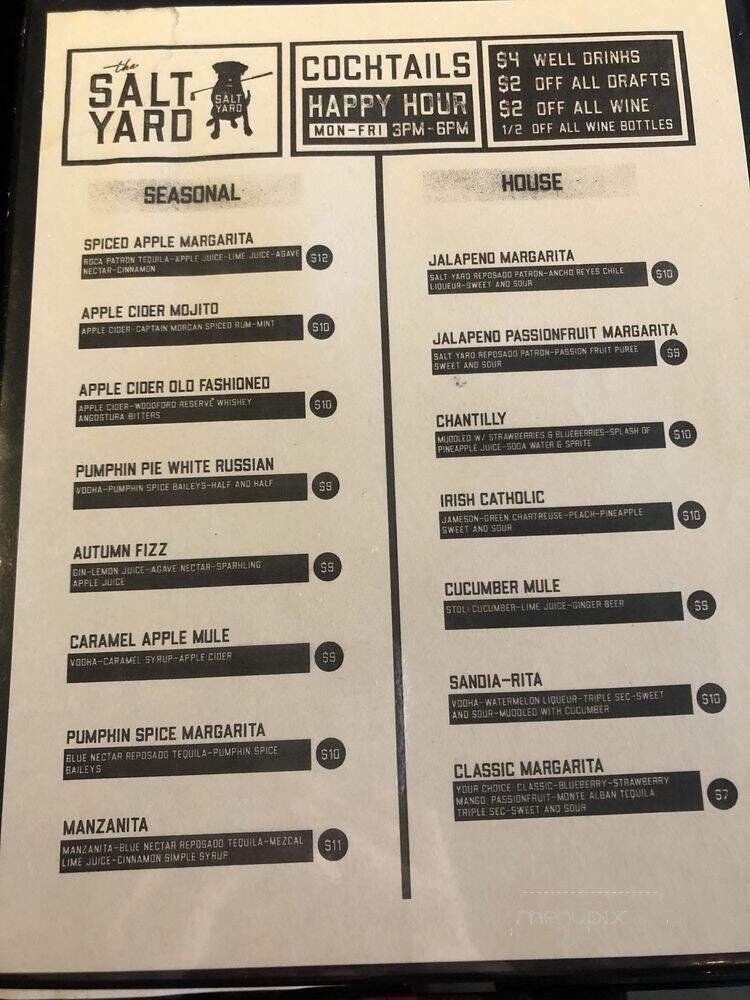 the
SALT
YARD
SALT
YARD
COCKTAILS
HAPPY HOUR
MON-FRI 3PM-6PM
$4 WELL DRINKS
$2 OFF ALL DRAFTS
$2 OFF ALL WINE
1/2 OFF ALL WINE BOTTLES
SEASONAL
SPICED APPLE MARGARITA
ROCA PATRON TEQUILA-APPLE JUICE-LIME JUICE-AGAVE
NECTAR-CINNAMON
$12
APPLE CIDER MOJITO
APPLE CIDER-CAPTAIN MORGAN SPICED RUM-MINT
$10
APPLE CIDER OLD FASHIONED
APPLE CIDER-WOODFORD RESERVE WHISKEY
ANGOSTURA BITTERS
$10
PUMPKIN PIE WHITE RUSSIAN
VODKA-PUMPKIN SPICE BAILEYS-HALF AND HALF
$9
AUTUMN FIZZ
GIN-LEMON JUICE-AGAVE NECTAR-SPARKLING
APPLE JUICE
$9
CARAMEL APPLE MULE
VODKA-CARAMEL SYRUP-APPLE CIDER
$9
PUMPKIN SPICE MARGARITA
BLUE NECTAR REPOSADO TEQUILA-PUMPKIN SPICE
BAILEYS
$10
MANZANITA
MANZANITA-BLUE NECTAR REPOSADO TEQUILA-MEZCAL
LIME JUICE-CINNAMON SIMPLE SYRUP
$11
HOUSE
JALAPENO MARGARITA
SALT YARD REPOSADO PATRON-ANCHO REYES CHILE
LIQUEUR-SWEET AND SOUR
$10
JALAPENO PASSIONFRUIT MARGARITA
SALT YARD REPOSADO PATRON-PASSION FRUIT PUREE
SWEET AND SOUR
$9
CHANTILLY
MUDDLED W/ STRAWBERRIES & BLUEBERRIES-SPLASH OF
PINEAPPLE JUICE-SODA WATER & SPRITE
$10
IRISH CATHOLIC
JAMESON-GREEN CHARTREUSE-PEACH-PINEAPPLE
SWEET AND SOUR
$10
CUCUMBER MULE
STOLI CUCUMBER-LIME JUICE-GINGER BEER
$9
SANDIA-RITA
VODKA-WATERMELON LIQUEUR-TRIPLE SEC-SWEET
AND SOUR-MUDDLED WITH CUCUMBER
$10
CLASSIC MARGARITA
YOUR CHOICE: CLASSIC-BLUEBERRY-STRAWBERRY
MANGO, PASSIONFRUIT-MONTE ALBAN TEQUILA
TRIPLE SEC-SWEET AND SOUR
$7
menupix